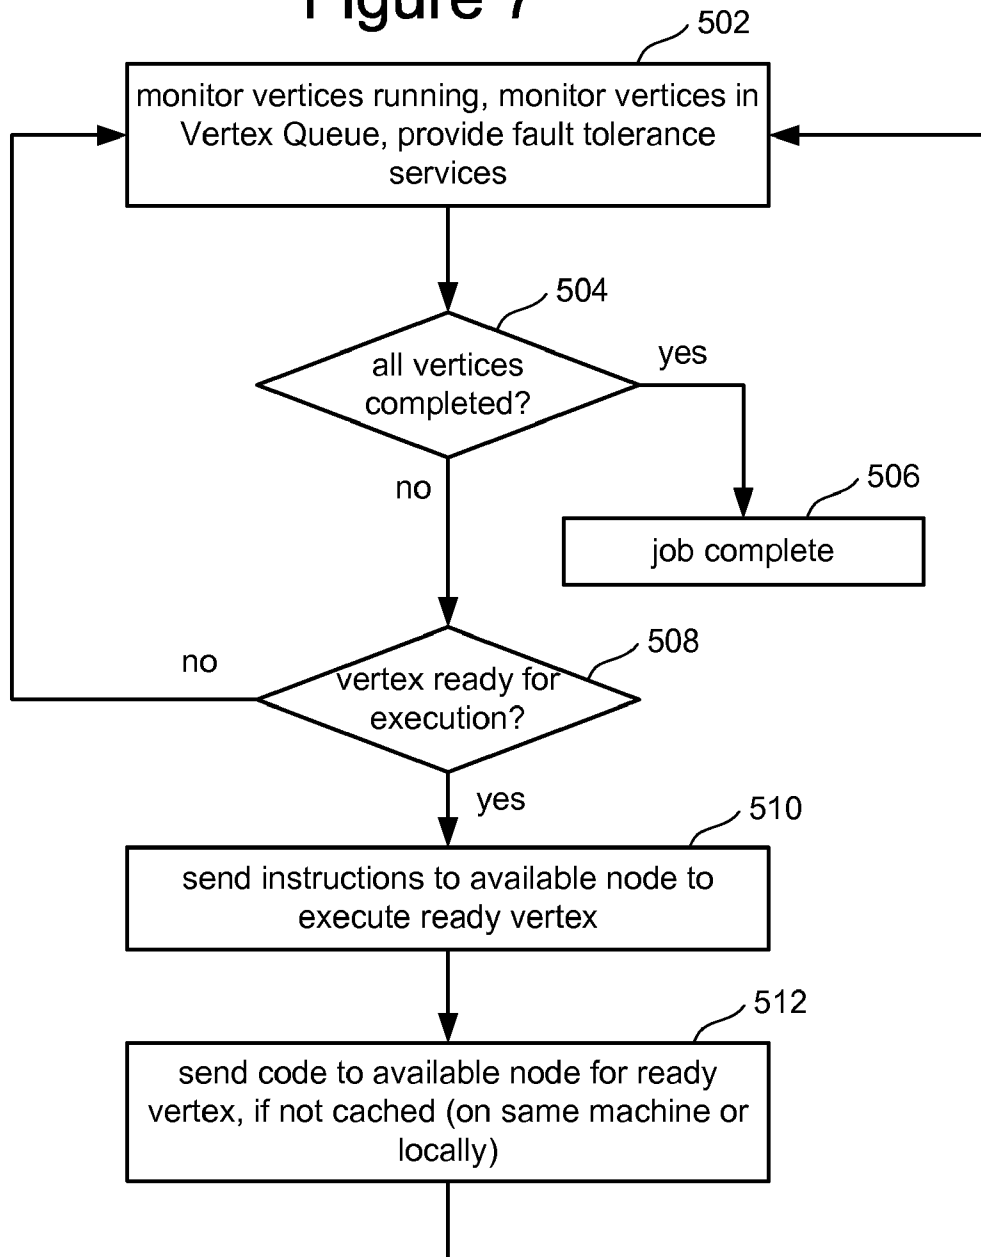 Figure 7
502
monitor vertices running, monitor vertices in
Vertex Queue, provide fault tolerance
services
504
all vertices
completed?
yes
no
506
job complete
508
no
vertex ready for
execution?
yes
510
send instructions to available node to
execute ready vertex
512
send code to available node for ready
vertex, if not cached (on same machine or
locally)